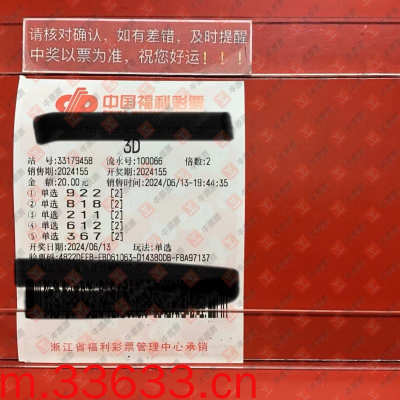 请核对确认，如有差错，及时提醒
中奖以票为准，祝您好运！！！
中国福利彩票
3D
站 号:33179458 流水号:100066 倍数:2
销售期:2024155 开奖期:2024155
金 额:20.00元 销售时间:2024/06/13-19:44:35
① 单选 9 2 2 [2]
② 单选 8 1 8 [2]
③ 单选 2 1 1 [2]
④ 单选 6 1 2 [2]
⑤ 单选 3 6 7 [2]
开奖日期:2024/06/13 玩法:单选
浙江省福利彩票管理中心承销
m.33633.cn